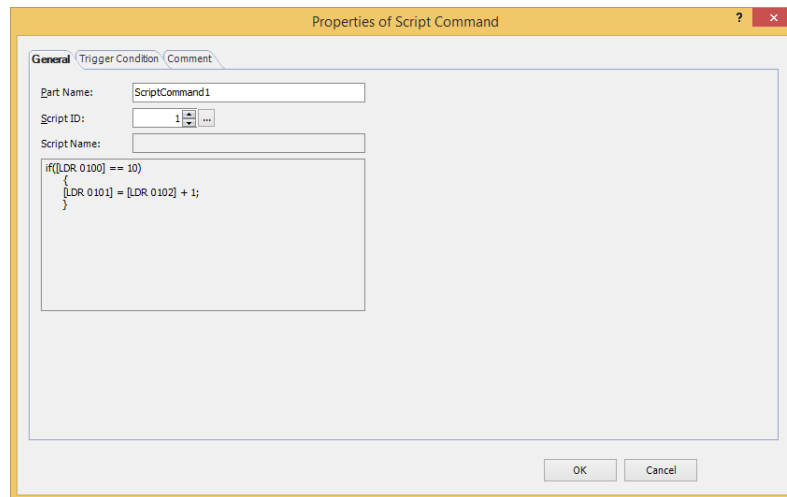 Properties of Script Command
? ×
General Trigger Condition Comment
Part Name: ScriptCommand1
Script ID: 1 ...
Script Name:
if([LDR 0100] == 10)
{
[LDR 0101] = [LDR 0102] + 1;
}
OK Cancel